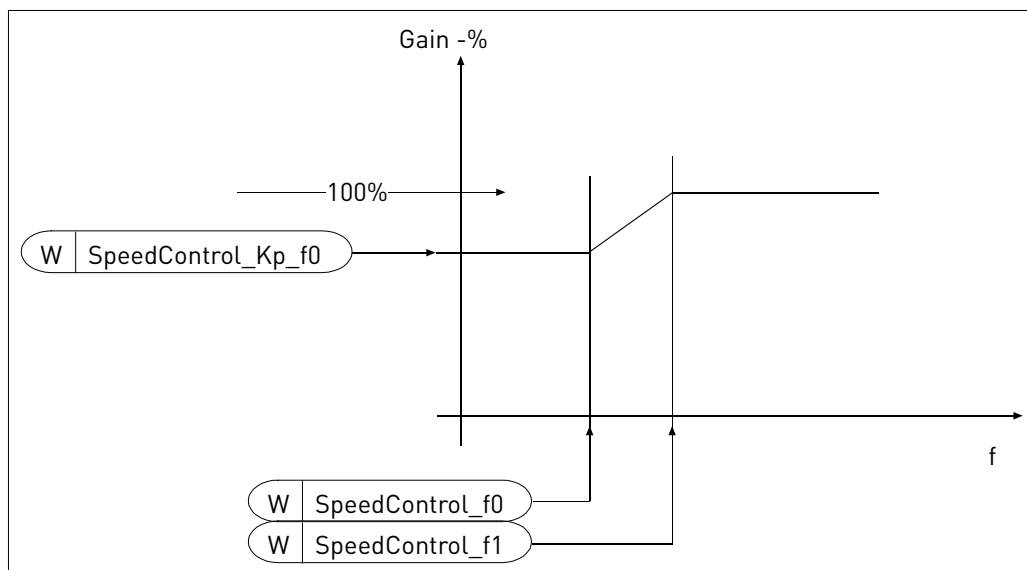 Gain -%
100%
W SpeedControl_Kp_f0
f
W SpeedControl_f0
W SpeedControl_f1